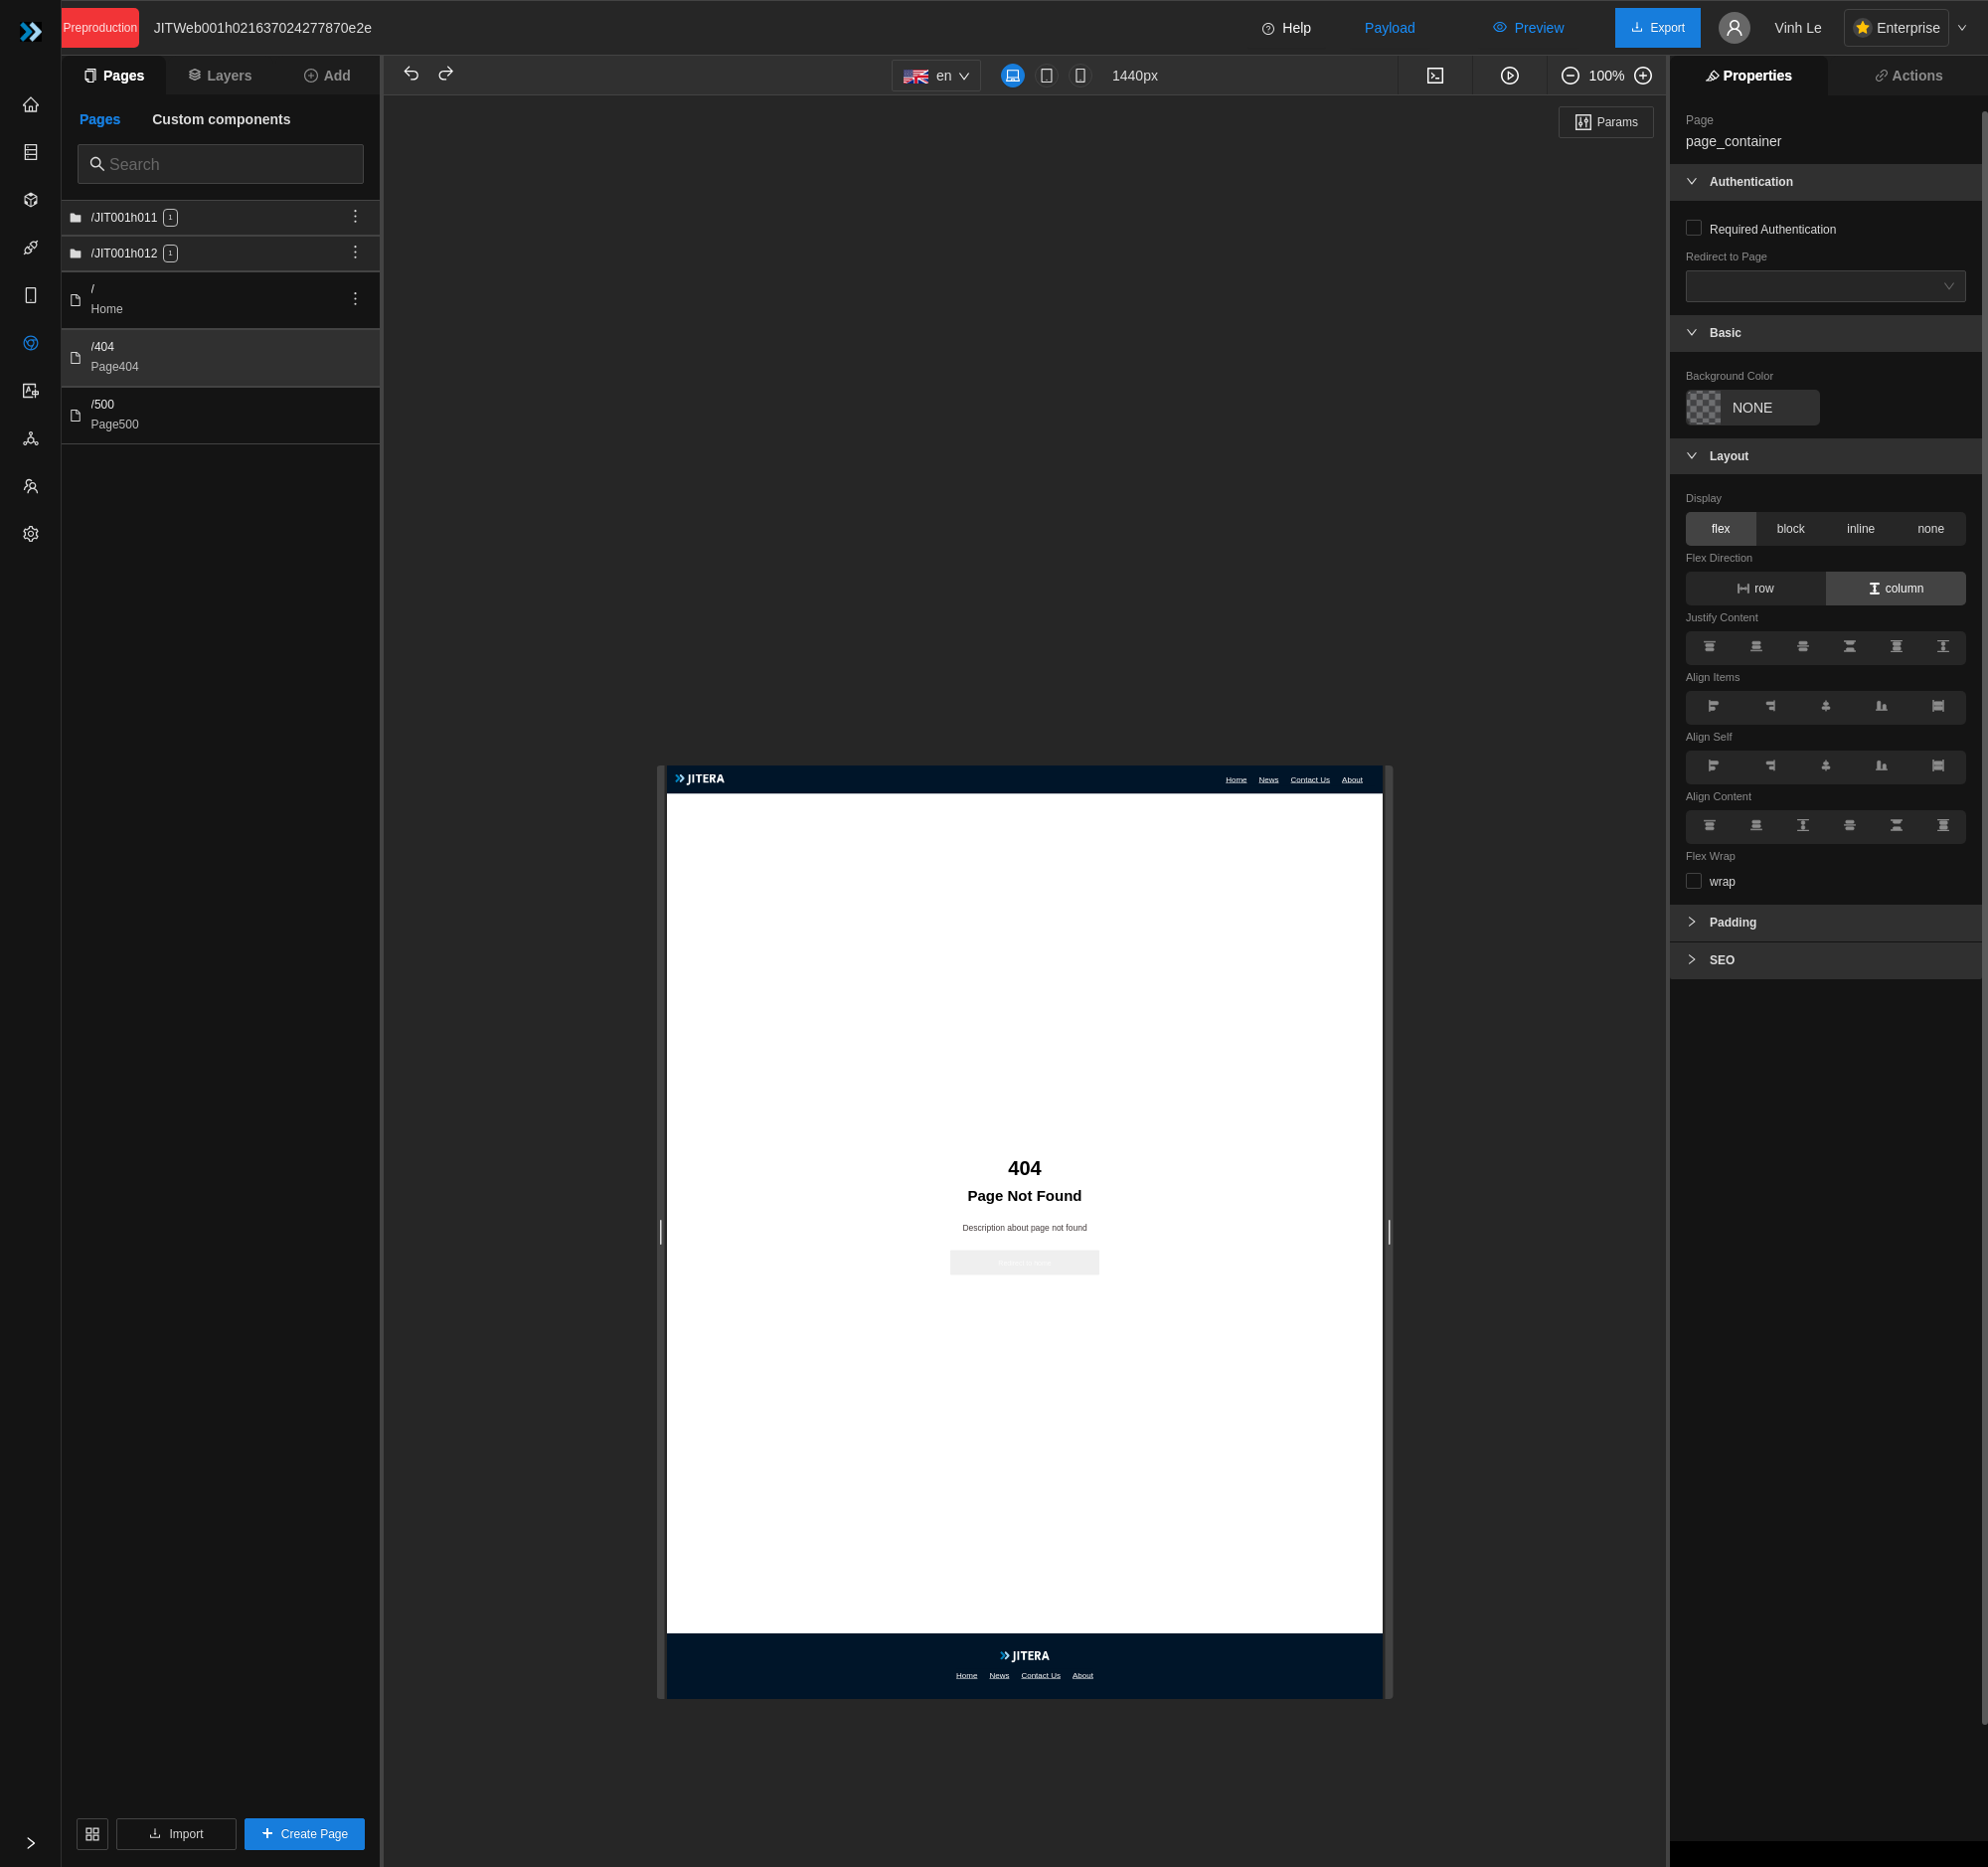 Preproduction
JITWeb001h021637024277870e2e
Help
Payload
Preview
Export
Vinh Le
Enterprise
Pages
Layers
Add
en
1440px
100%
Properties
Actions
Pages
Custom components
Search
/JIT001h011
1
/JIT001h012
1
/
Home
/404
Page404
/500
Page500
Import
Create Page
Params
JITERA
Home
News
Contact Us
About
404
Page Not Found
Description about page not found
JITERA
Home
News
Contact Us
About
Page
page_container
Authentication
Required Authentication
Redirect to Page
Basic
Background Color
NONE
Layout
Display
flex
block
inline
none
Flex Direction
row
column
Justify Content
Align Items
Align Self
Align Content
Flex Wrap
wrap
Padding
SEO